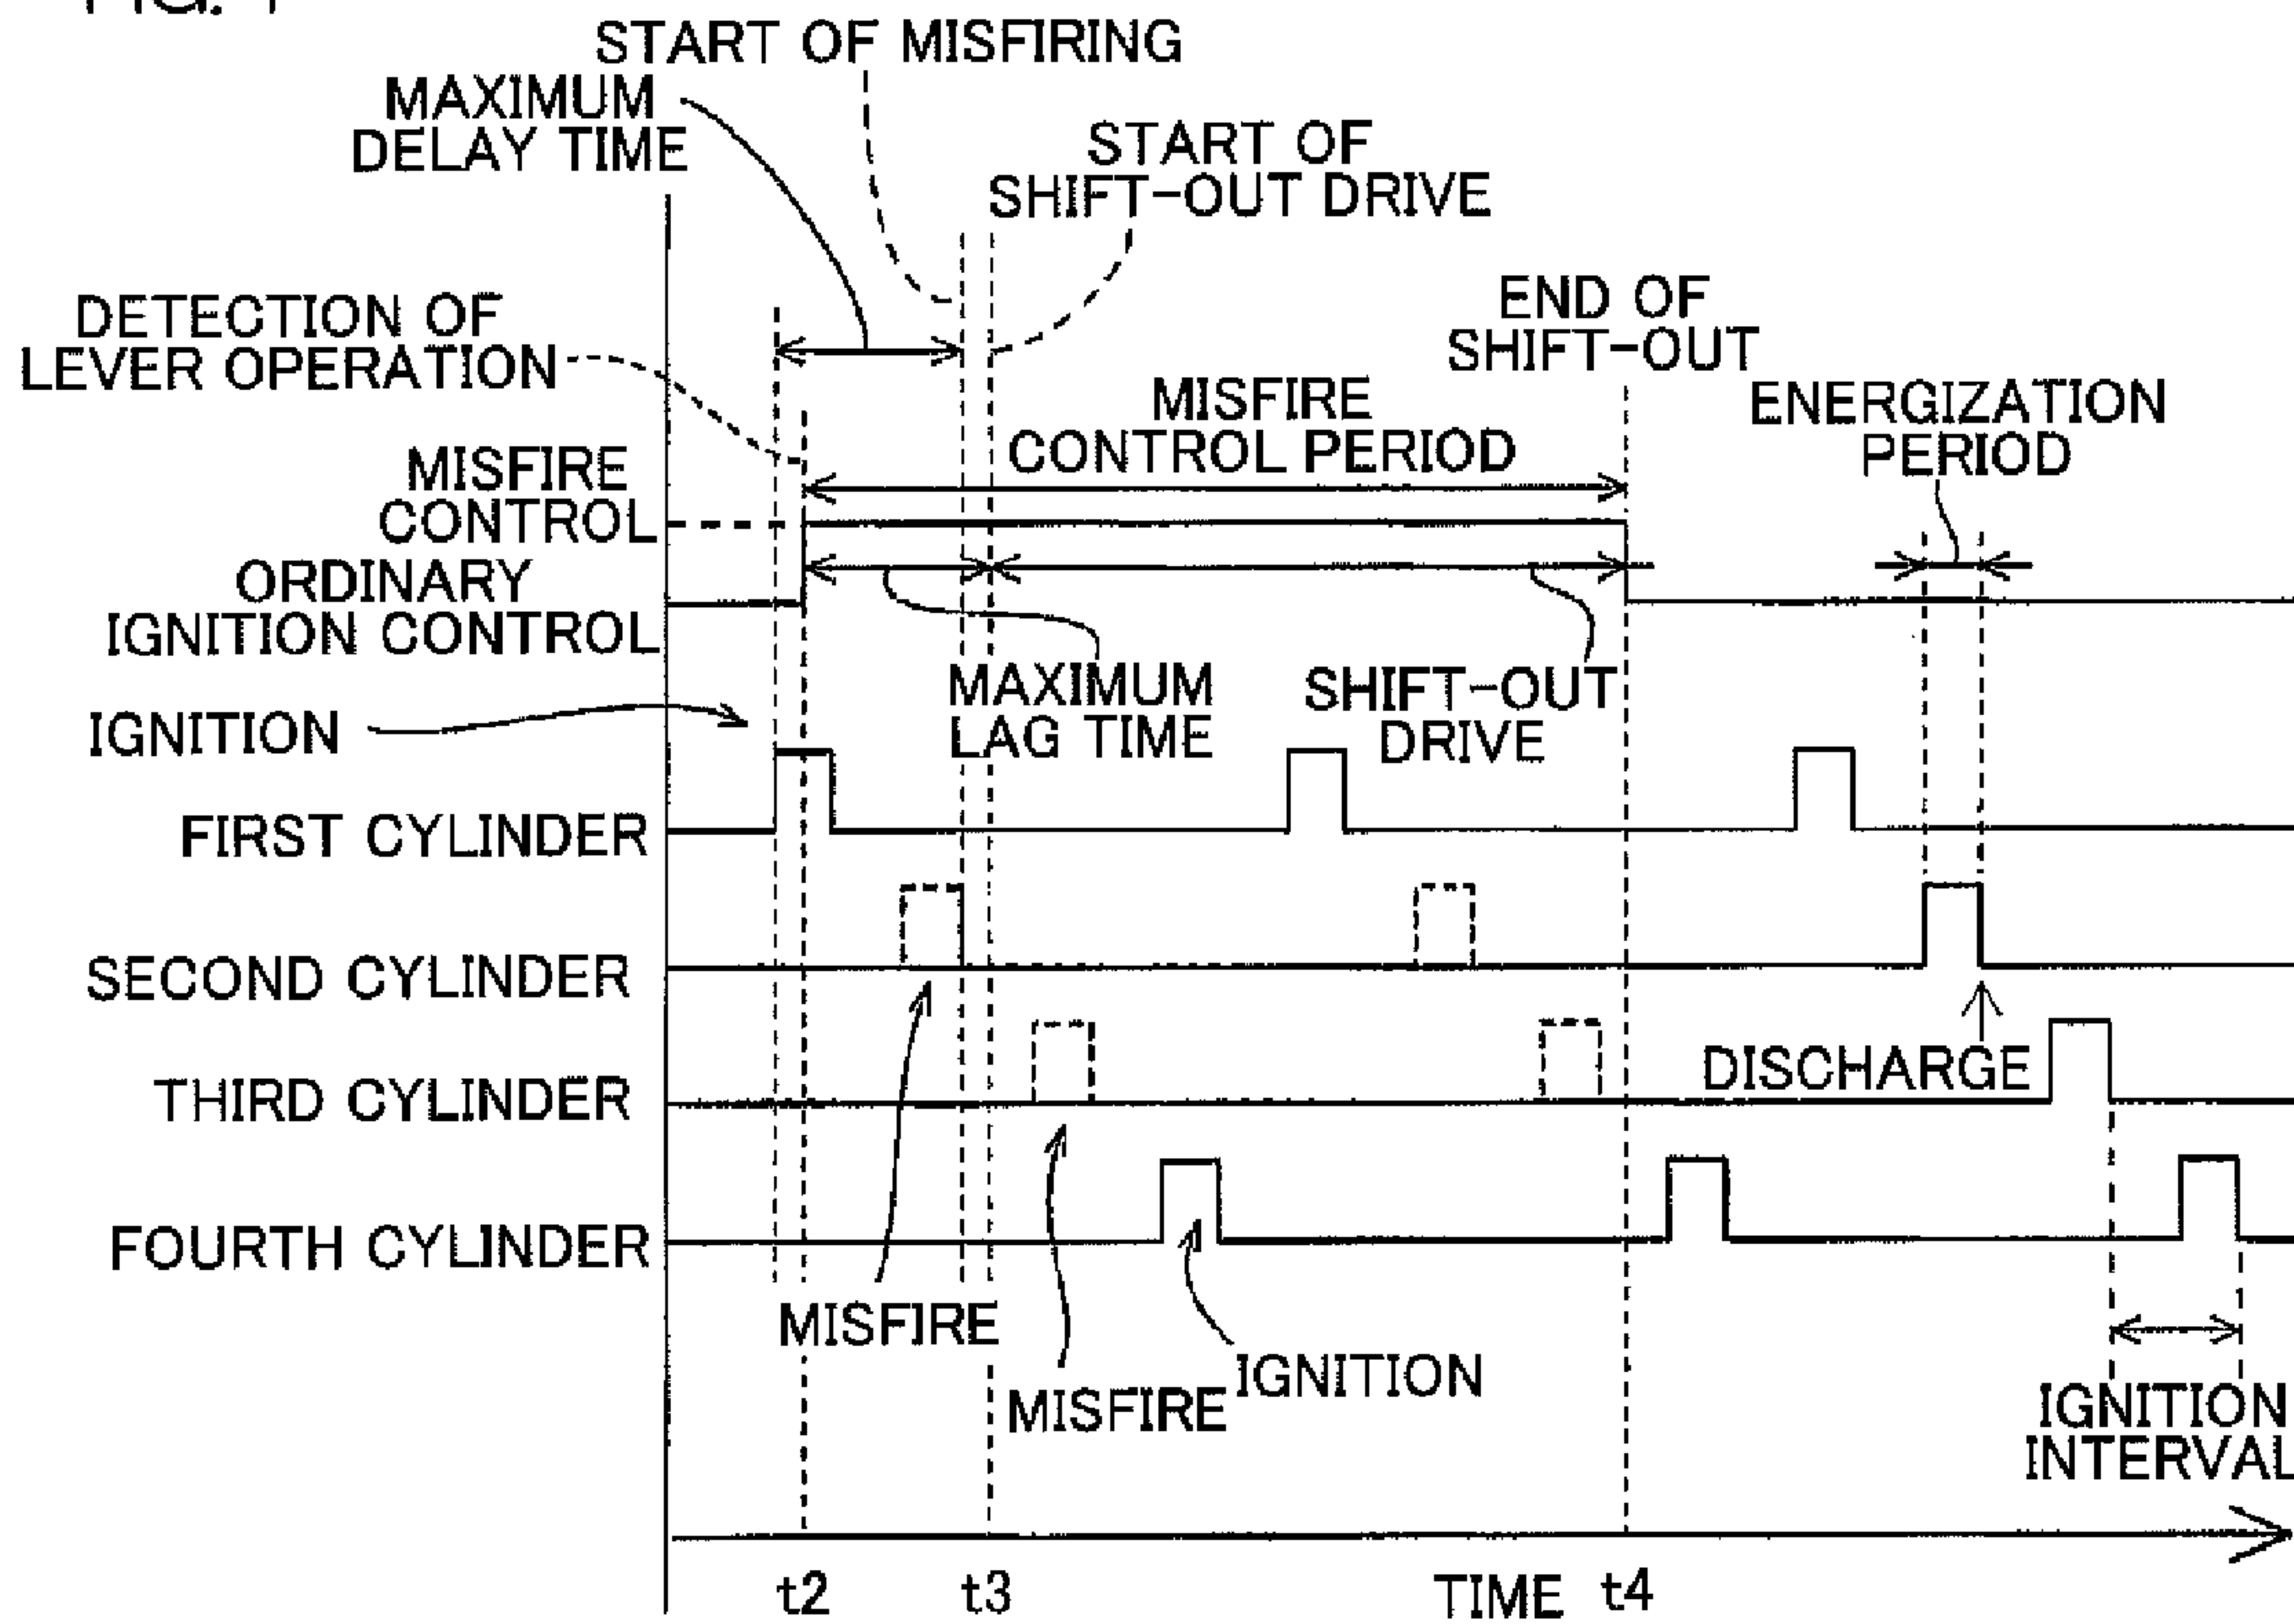 START OF MISFIRING
MAXIMUM
DELAY TIME
START OF
SHIFT-OUT DRIVE
DETECTION OF
LEVER OPERATION
END OF
SHIFT-OUT
MISFIRE
CONTROL PERIOD
ENERGIZATION
PERIOD
MISFIRE
CONTROL
ORDINARY
IGNITION CONTROL
MAXIMUM
LAG TIME
SHIFT-OUT
DRIVE
IGNITION
FIRST CYLINDER
SECOND CYLINDER
DISCHARGE
THIRD CYLINDER
FOURTH CYLINDER
MISFIRE
MISFIRE
IGNITION
IGNITION
INTERVAL
t2
t3
TIME
t4